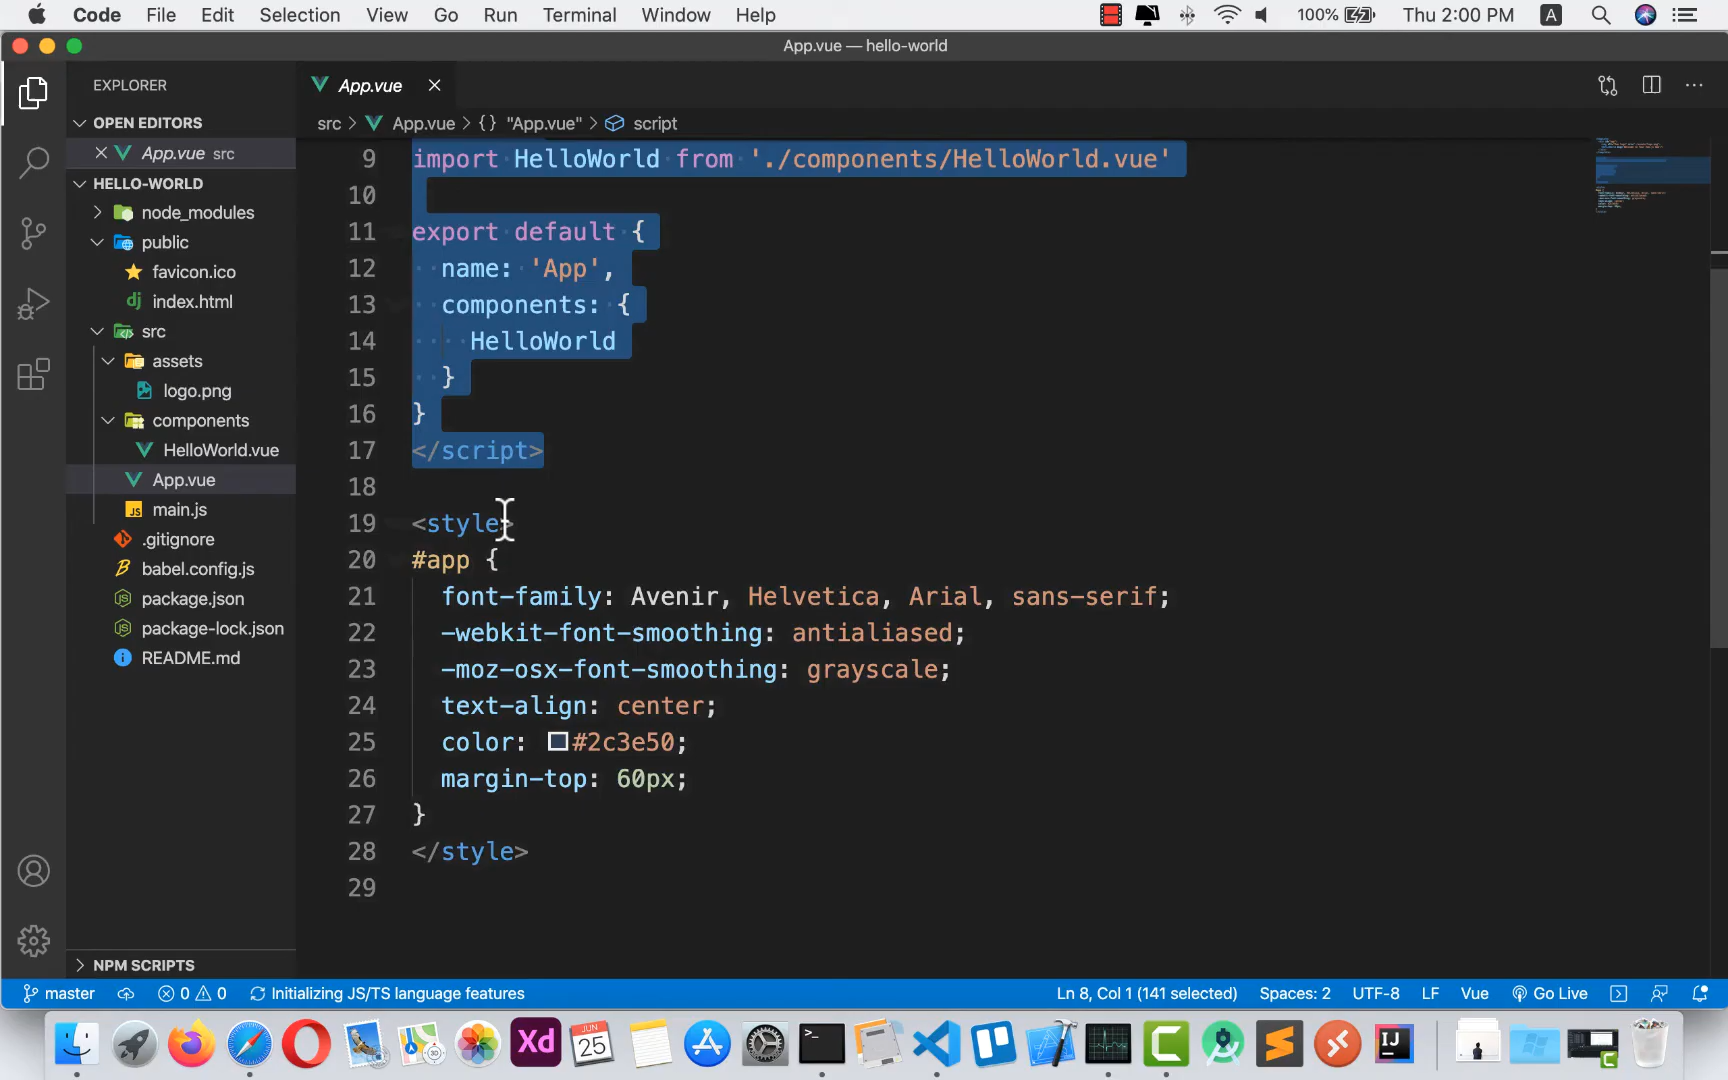 Code File Edit Selection View Go Run Terminal Window Help 100% Thu 2:00 PM A
App.vue — hello-world
EXPLORER
App.vue
OPEN EDITORS
src > App.vue > {} "App.vue" > script
App.vue src
HELLO-WORLD
node_modules
public
favicon.ico
index.html
src
assets
logo.png
components
HelloWorld.vue
App.vue
main.js
.gitignore
babel.config.js
package.json
package-lock.json
README.md
NPM SCRIPTS
9 import HelloWorld from './components/HelloWorld.vue'
10
11 export default {
12 name: 'App',
13 components: {
14 HelloWorld
15 }
16 }
17 </script>
18
19 <style>
20 #app {
21 font-family: Avenir, Helvetica, Arial, sans-serif;
22 -webkit-font-smoothing: antialiased;
23 -moz-osx-font-smoothing: grayscale;
24 text-align: center;
25 color: #2c3e50;
26 margin-top: 60px;
27 }
28 </style>
29
master 0 0 Initializing JS/TS language features Ln 8, Col 1 (141 selected) Spaces: 2 UTF-8 LF Vue Go Live
Xd JUN 25 IJ